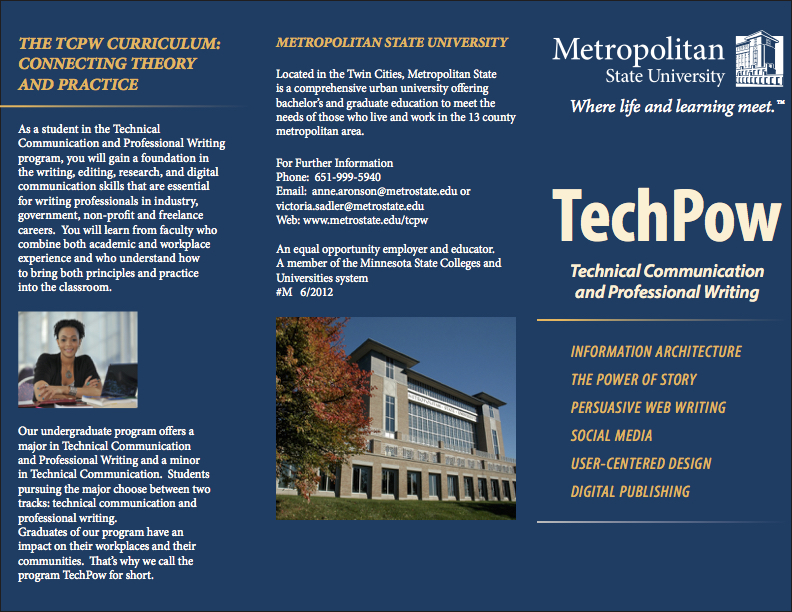 THE TCPW CURRICULUM:
CONNECTING THEORY
AND PRACTICE
As a student in the Technical
Communication and Professional Writing
program, you will gain a foundation in
the writing, editing, research, and digital
communication skills that are essential
for writing professionals in industry,
government, non-profit and freelance
careers. You will learn from faculty who
combine both academic and workplace
experience and who understand how
to bring both principles and practice
into the classroom.
Our undergraduate program offers a
major in Technical Communication
and Professional Writing and a minor
in Technical Communication. Students
pursuing the major choose between two
tracks: technical communication and
professional writing.
Graduates of our program have an
impact on their workplaces and their
communities. That's why we call the
program TechPow for short.
METROPOLITAN STATE UNIVERSITY
Located in the Twin Cities, Metropolitan State
is a comprehensive urban university offering
bachelor's and graduate education to meet the
needs of those who live and work in the 13 county
metropolitan area.
For Further Information
Phone: 651-999-5940
Email: anne.aronson@metrostate.edu or
victoria.sadler@metrostate.edu
Web: www.metrostate.edu/tcpw
An equal opportunity employer and educator.
A member of the Minnesota State Colleges and
Universities system
#M 6/2012
Metropolitan
State University
Where life and learning meet.™
TechPow
Technical Communication
and Professional Writing
INFORMATION ARCHITECTURE
THE POWER OF STORY
PERSUASIVE WEB WRITING
SOCIAL MEDIA
USER-CENTERED DESIGN
DIGITAL PUBLISHING